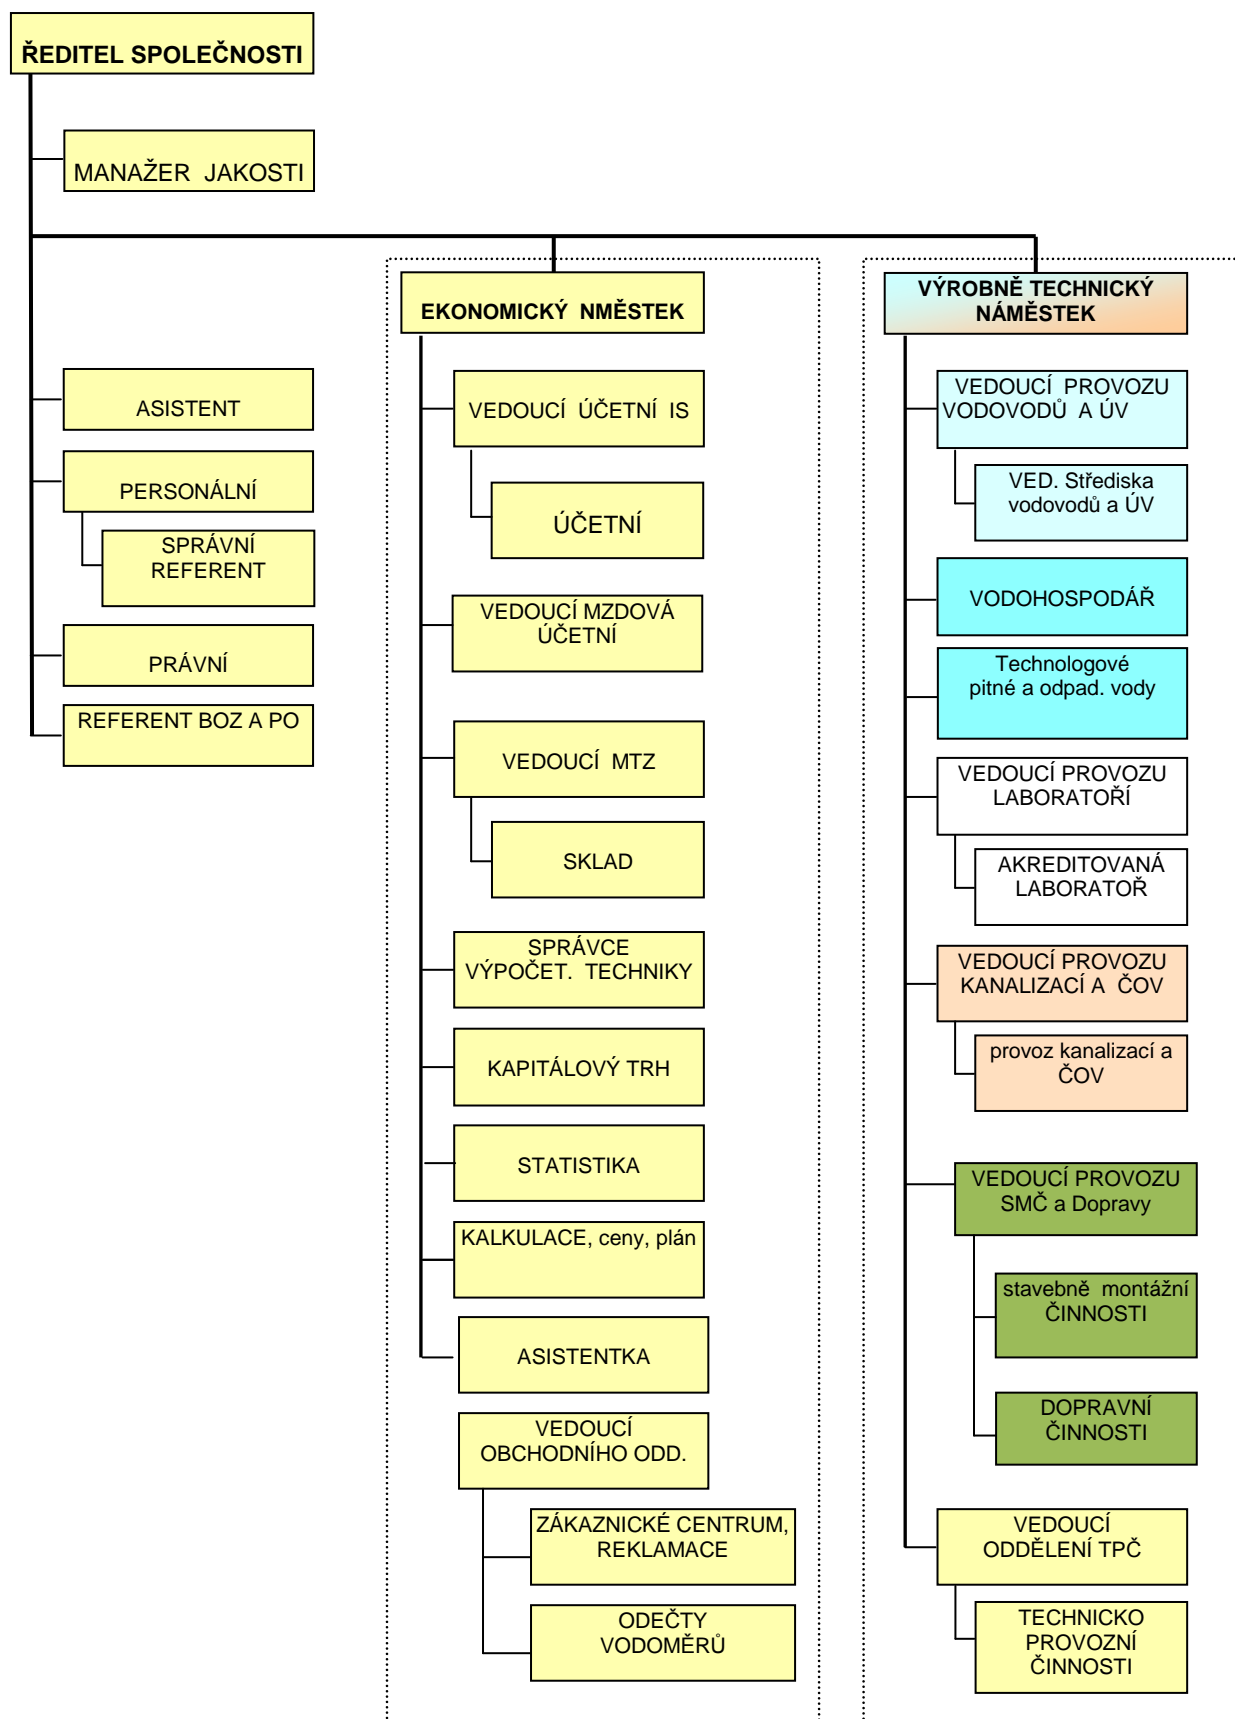 ŘEDITEL SPOLEČNOSTI
MANAŽER JAKOSTI
ASISTENT
PERSONÁLNÍ
SPRÁVNÍ
REFERENT
PRÁVNÍ
REFERENT BOZ A PO
EKONOMICKÝ NMĚSTEK
VEDOUCÍ ÚČETNÍ IS
ÚČETNÍ
VEDOUCÍ MZDOVÁ
ÚČETNÍ
VEDOUCÍ MTZ
SKLAD
SPRÁVCE
VÝPOČET. TECHNIKY
KAPITÁLOVÝ TRH
STATISTIKA
KALKULACE, ceny, plán
ASISTENTKA
VEDOUCÍ
OBCHODNÍHO ODD.
ZÁKAZNICKÉ CENTRUM,
REKLAMACE
ODEČTY
VODOMĚRŮ
VÝROBNĚ TECHNICKÝ
NÁMĚSTEK
VEDOUCÍ PROVOZU
VODOVODŮ A ÚV
VED. Střediska
vodovodů a ÚV
VODOHOSPODÁŘ
Technologové
pitné a odpad. vody
VEDOUCÍ PROVOZU
LABORATOŘÍ
AKREDITOVANÁ
LABORATOŘ
VEDOUCÍ PROVOZU
KANALIZACÍ A ČOV
provoz kanalizací a
ČOV
VEDOUCÍ PROVOZU
SMČ a Dopravy
stavebně montážní
ČINNOSTI
DOPRAVNÍ
ČINNOSTI
VEDOUCÍ
ODDĚLENÍ TPČ
TECHNICKO
PROVOZNÍ
ČINNOSTI